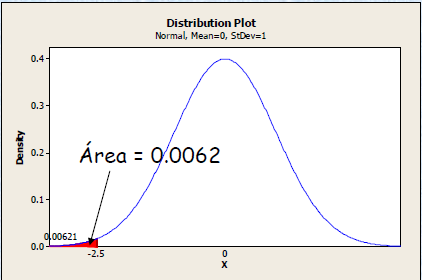 Distribution Plot
Normal, Mean=0, StDev=1
0.4
0.3
0.2
0.1
0.0
Density
Área = 0.0062
0.00621
-2.5
0
X